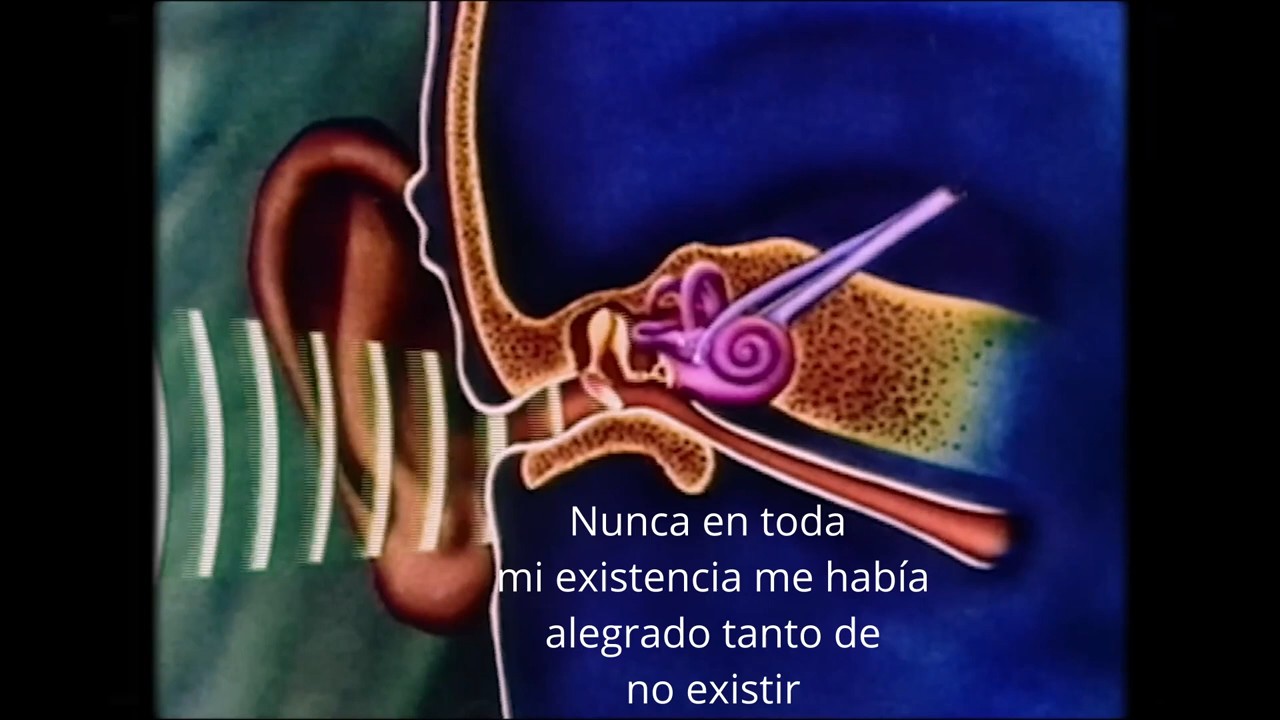 Nunca en toda
mi existencia me había
alegrado tanto de
no existir